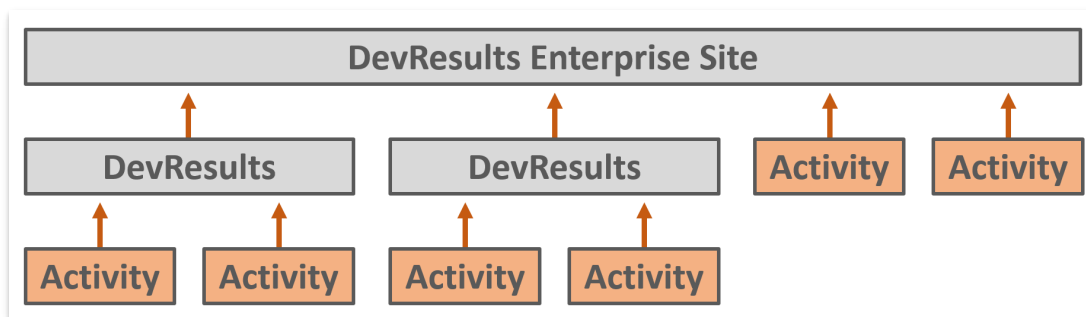 DevResults Enterprise Site
DevResults
DevResults
Activity
Activity
Activity
Activity
Activity
Activity